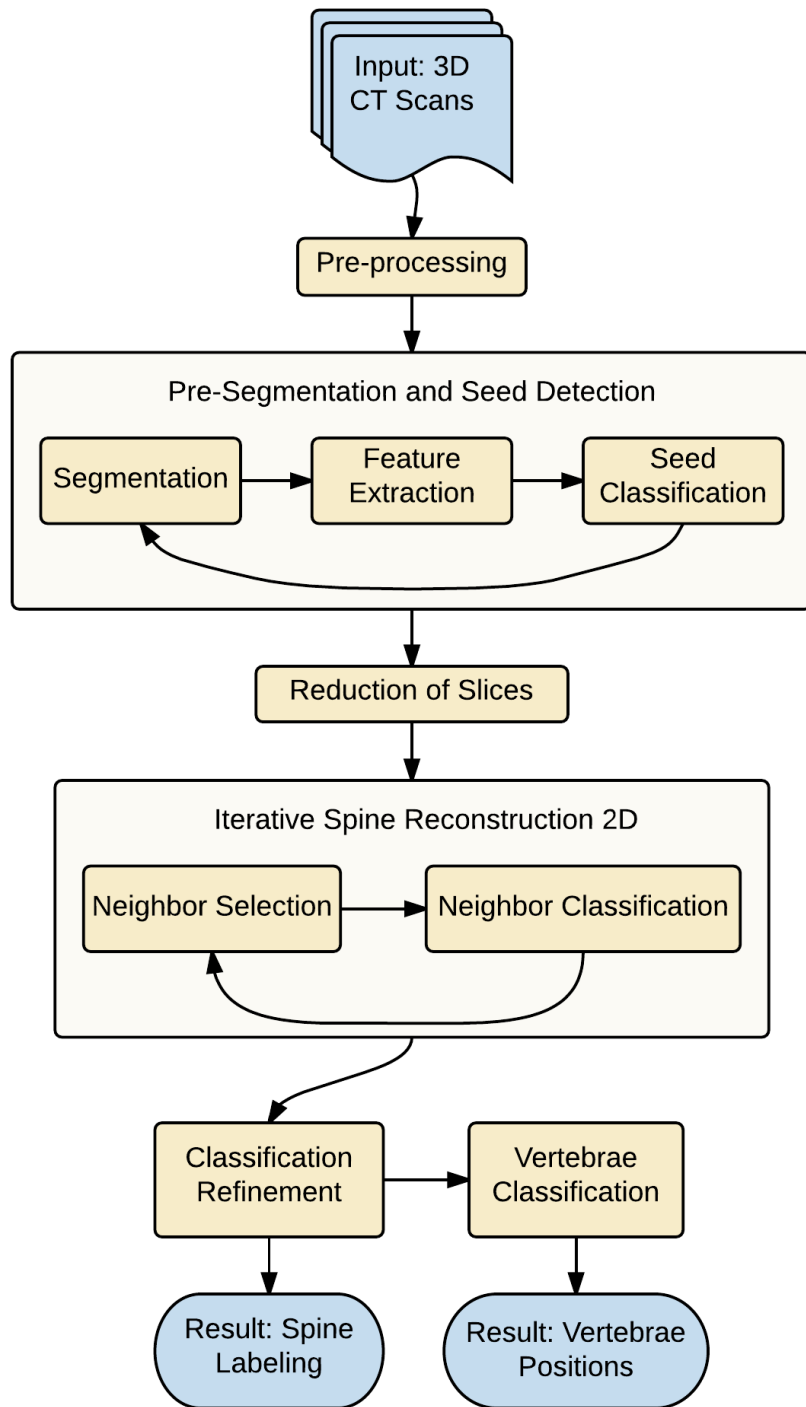 Input: 3D
CT Scans
Pre-processing
Pre-Segmentation and Seed Detection
Segmentation
Feature
Extraction
Seed
Classification
Reduction of Slices
Iterative Spine Reconstruction 2D
Neighbor Selection
Neighbor Classification
Classification
Refinement
Vertebrae
Classification
Result: Spine
Labeling
Result: Vertebrae
Positions